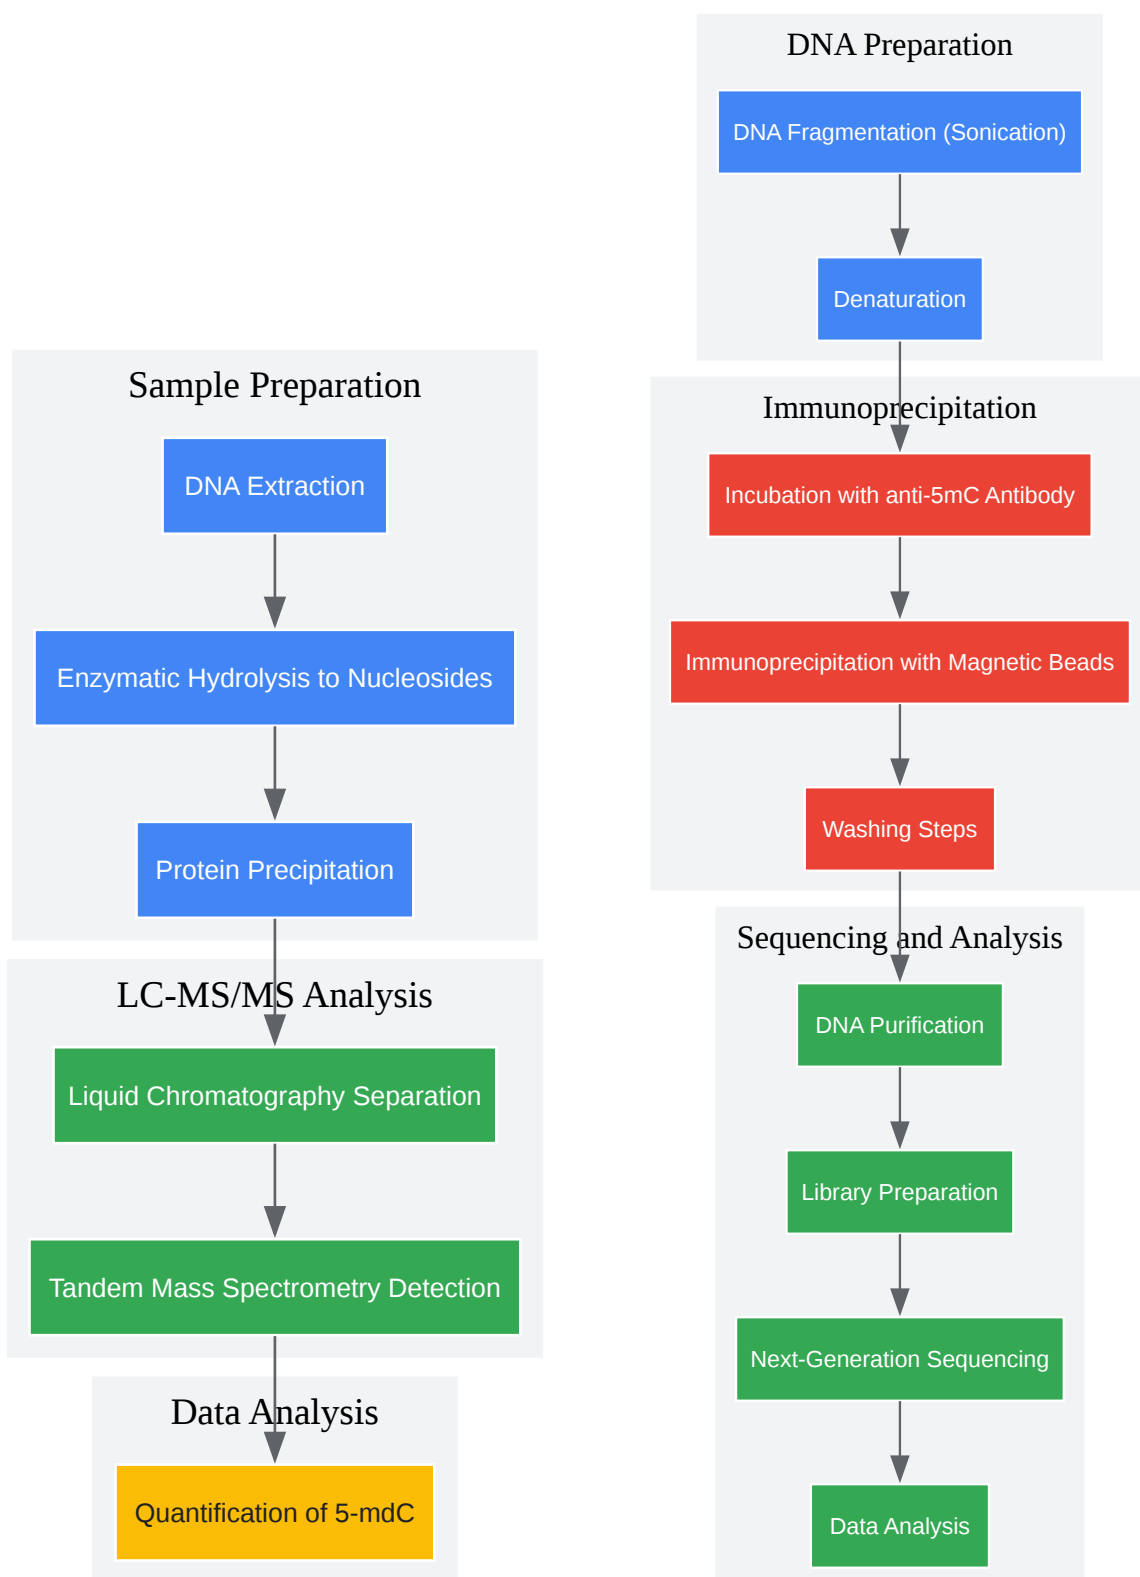 Sample Preparation
DNA Extraction
Enzymatic Hydrolysis to Nucleosides
Protein Precipitation
LC-MS/MS Analysis
Liquid Chromatography Separation
Tandem Mass Spectrometry Detection
Data Analysis
Quantification of 5-mdC
DNA Preparation
DNA Fragmentation (Sonication)
Denaturation
Immunoprecipitation
Incubation with anti-5mC Antibody
Immunoprecipitation with Magnetic Beads
Washing Steps
Sequencing and Analysis
DNA Purification
Library Preparation
Next-Generation Sequencing
Data Analysis